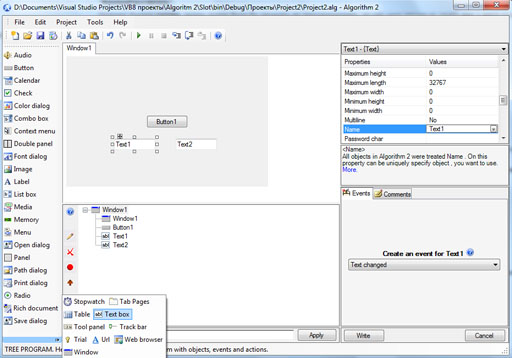 D:\Documents\Visual Studio Projects\VB8 проекты\Algoritm 2\Slot\bin\Debug\Проекты\Project2\Project2.alg - Algorithm 2
File Edit Project Tools Help
Audio
Button
Calendar
Check
Color dialog
Combo box
Context menu
Double panel
Font dialog
Image
Label
List box
Media
Memory
Menu
Open dialog
Panel
Path dialog
Print dialog
Radio
Rich document
Save dialog
Window1
Button1
Text1
Text2
Window1
Window1
Button1
Text1
Text2
Stopwatch Tab Pages
Table Text box
Tool panel Track bar
Trial Url Web browser
Window
Apply
Text1 - {Text}
Properties Values
Maximum height 0
Maximum length 32767
Maximum width 0
Minimum height 0
Minimum width 0
Multiline No
Name Text1
Password char
<Name>
All objects in Algorithm 2 were treated Name . On this
property can be uniquely specify object , you want to use.
More.
Events Comments
Create an event for Text1
Text changed
Write Cancel
TREE PROGRAM. He
m with objects, events and actions.